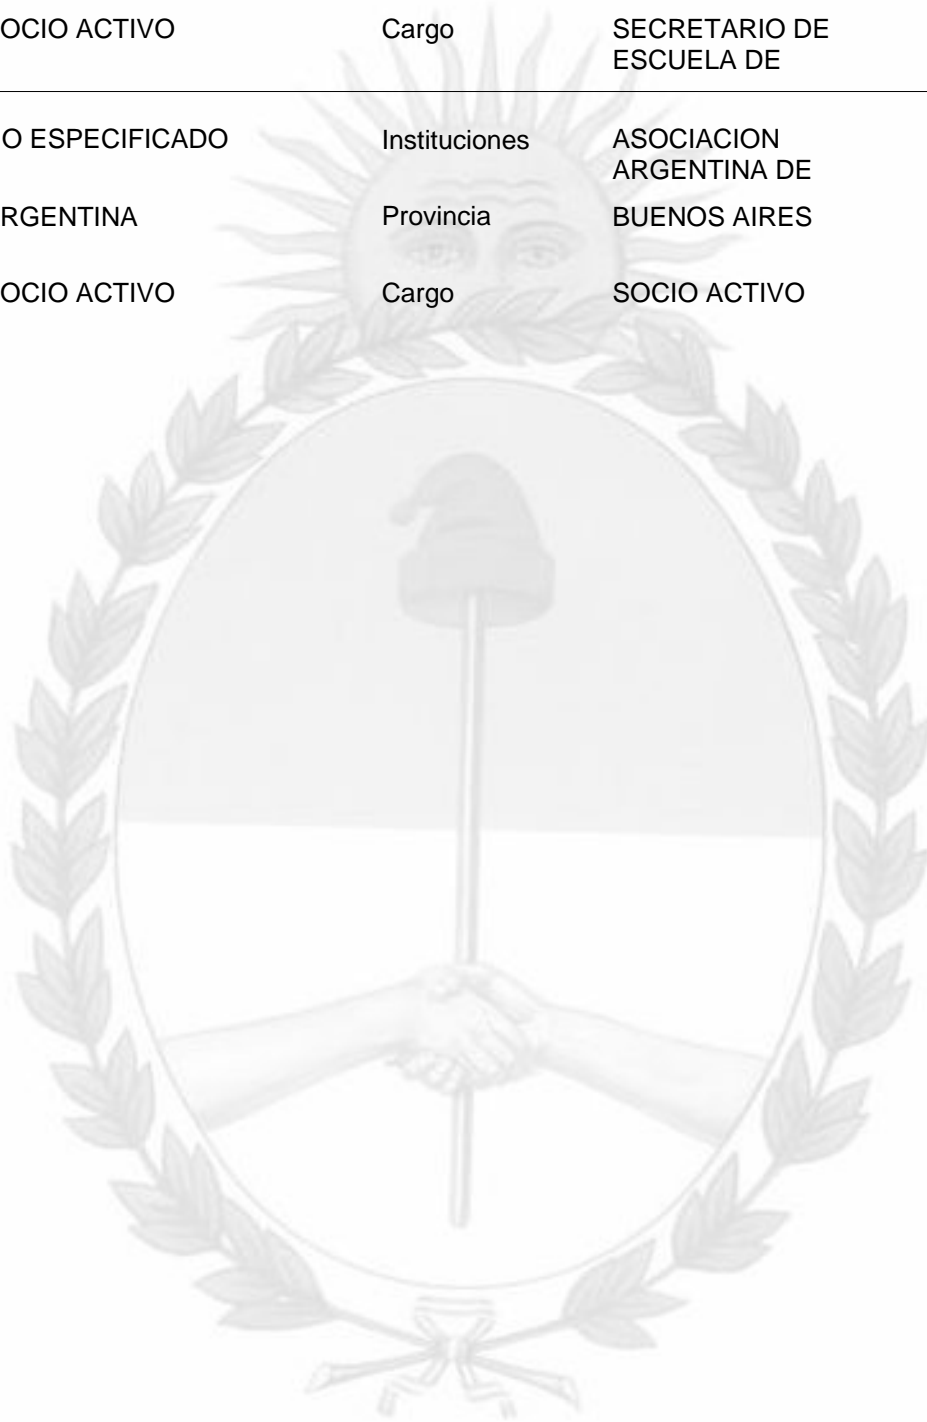 OCIO ACTIVO Cargo SECRETARIO DE
ESCUELA DE
O ESPECIFICADO Instituciones ASOCIACION
ARGENTINA DE
RGENTINA Provincia BUENOS AIRES
OCIO ACTIVO Cargo SOCIO ACTIVO